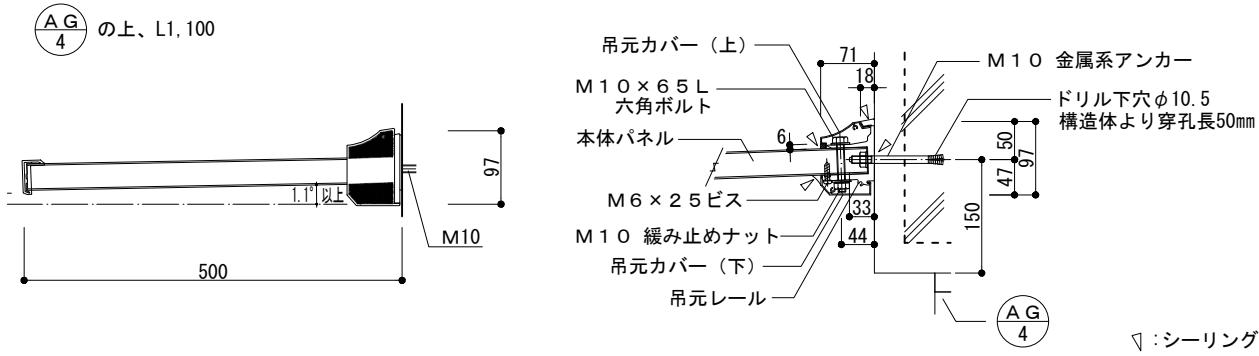 AG
4
の上、L1,100
97
1.1°以上
M10
500
吊元カバー（上）
71
18
M10×65L
六角ボルト
本体パネル
6
M10 金属系アンカー
ドリル下穴φ10.5
構造体より穿孔長50mm
50
97
47
150
M6×25ビス
33
M10 緩み止めナット
44
吊元カバー（下）
吊元レール
AG
4
：シーリング